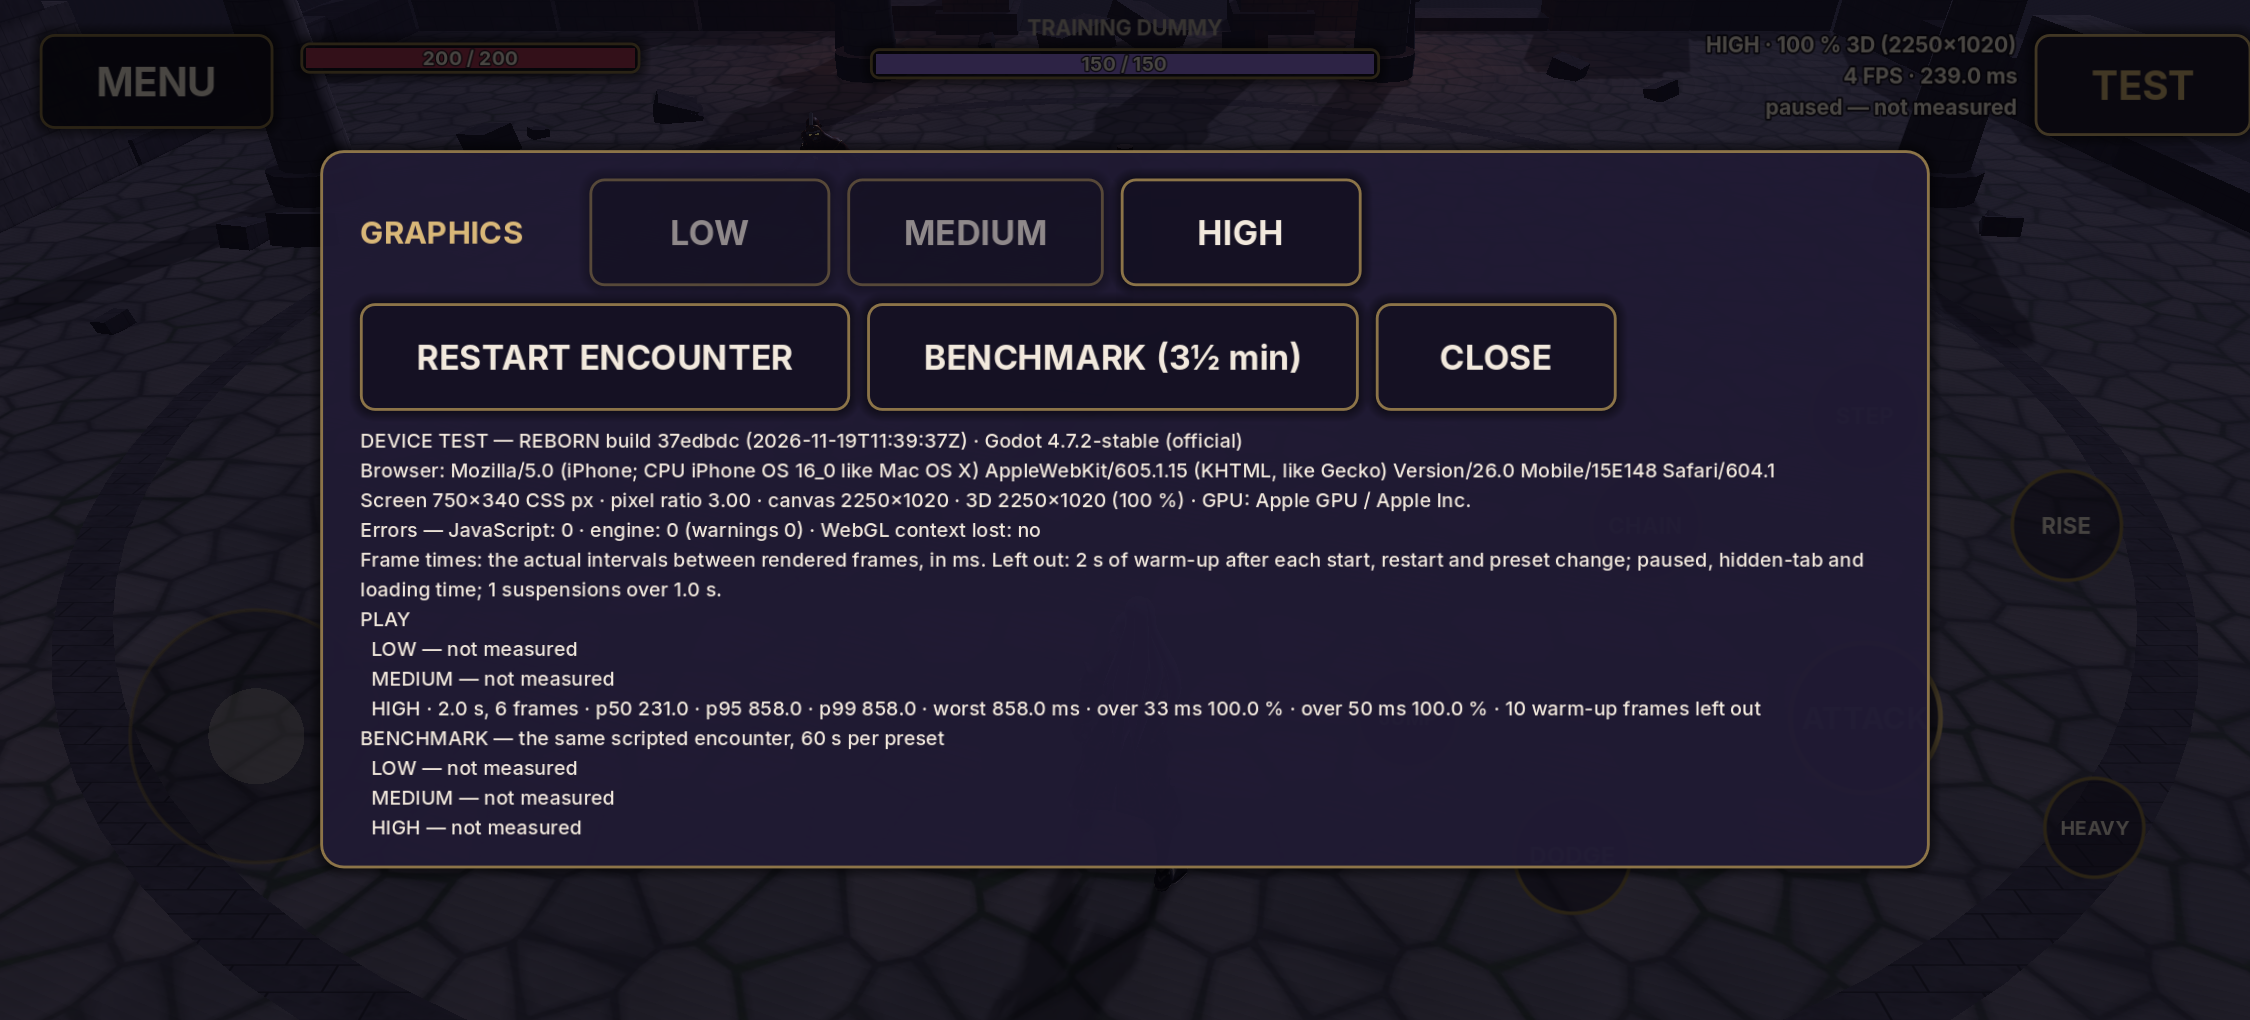 TRAINING DUMMY
MENU
200 / 200
150 / 150
HIGH · 100 % 3D (2250×1020)
4 FPS · 239.0 ms
paused — not measured
TEST
GRAPHICS
LOW
MEDIUM
HIGH
RESTART ENCOUNTER
BENCHMARK (3½ min)
CLOSE
DEVICE TEST — REBORN build 37edbdc (2026-11-19T11:39:37Z) · Godot 4.7.2-stable (official)
Browser: Mozilla/5.0 (iPhone; CPU iPhone OS 16_0 like Mac OS X) AppleWebKit/605.1.15 (KHTML, like Gecko) Version/26.0 Mobile/15E148 Safari/604.1
Screen 750×340 CSS px · pixel ratio 3.00 · canvas 2250×1020 · 3D 2250×1020 (100 %) · GPU: Apple GPU / Apple Inc.
Errors — JavaScript: 0 · engine: 0 (warnings 0) · WebGL context lost: no
Frame times: the actual intervals between rendered frames, in ms. Left out: 2 s of warm-up after each start, restart and preset change; paused, hidden-tab and
loading time; 1 suspensions over 1.0 s.
PLAY
LOW — not measured
MEDIUM — not measured
HIGH · 2.0 s, 6 frames · p50 231.0 · p95 858.0 · p99 858.0 · worst 858.0 ms · over 33 ms 100.0 % · over 50 ms 100.0 % · 10 warm-up frames left out
BENCHMARK — the same scripted encounter, 60 s per preset
LOW — not measured
MEDIUM — not measured
HIGH — not measured
RISE
ATTACK
HEAVY